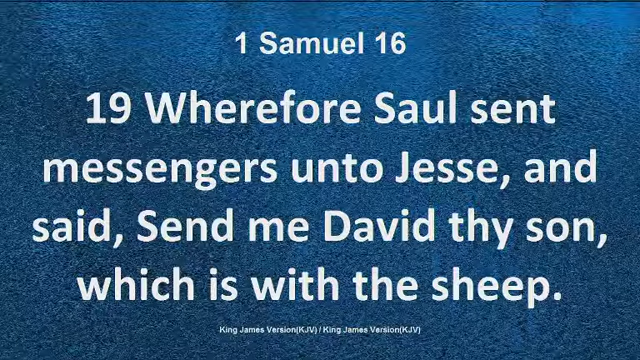 1 Samuel 16
19 Wherefore Saul sent
messengers unto Jesse, and
said, Send me David thy son,
which is with the sheep.
King James Version(KJV) / King James Version(KJV)